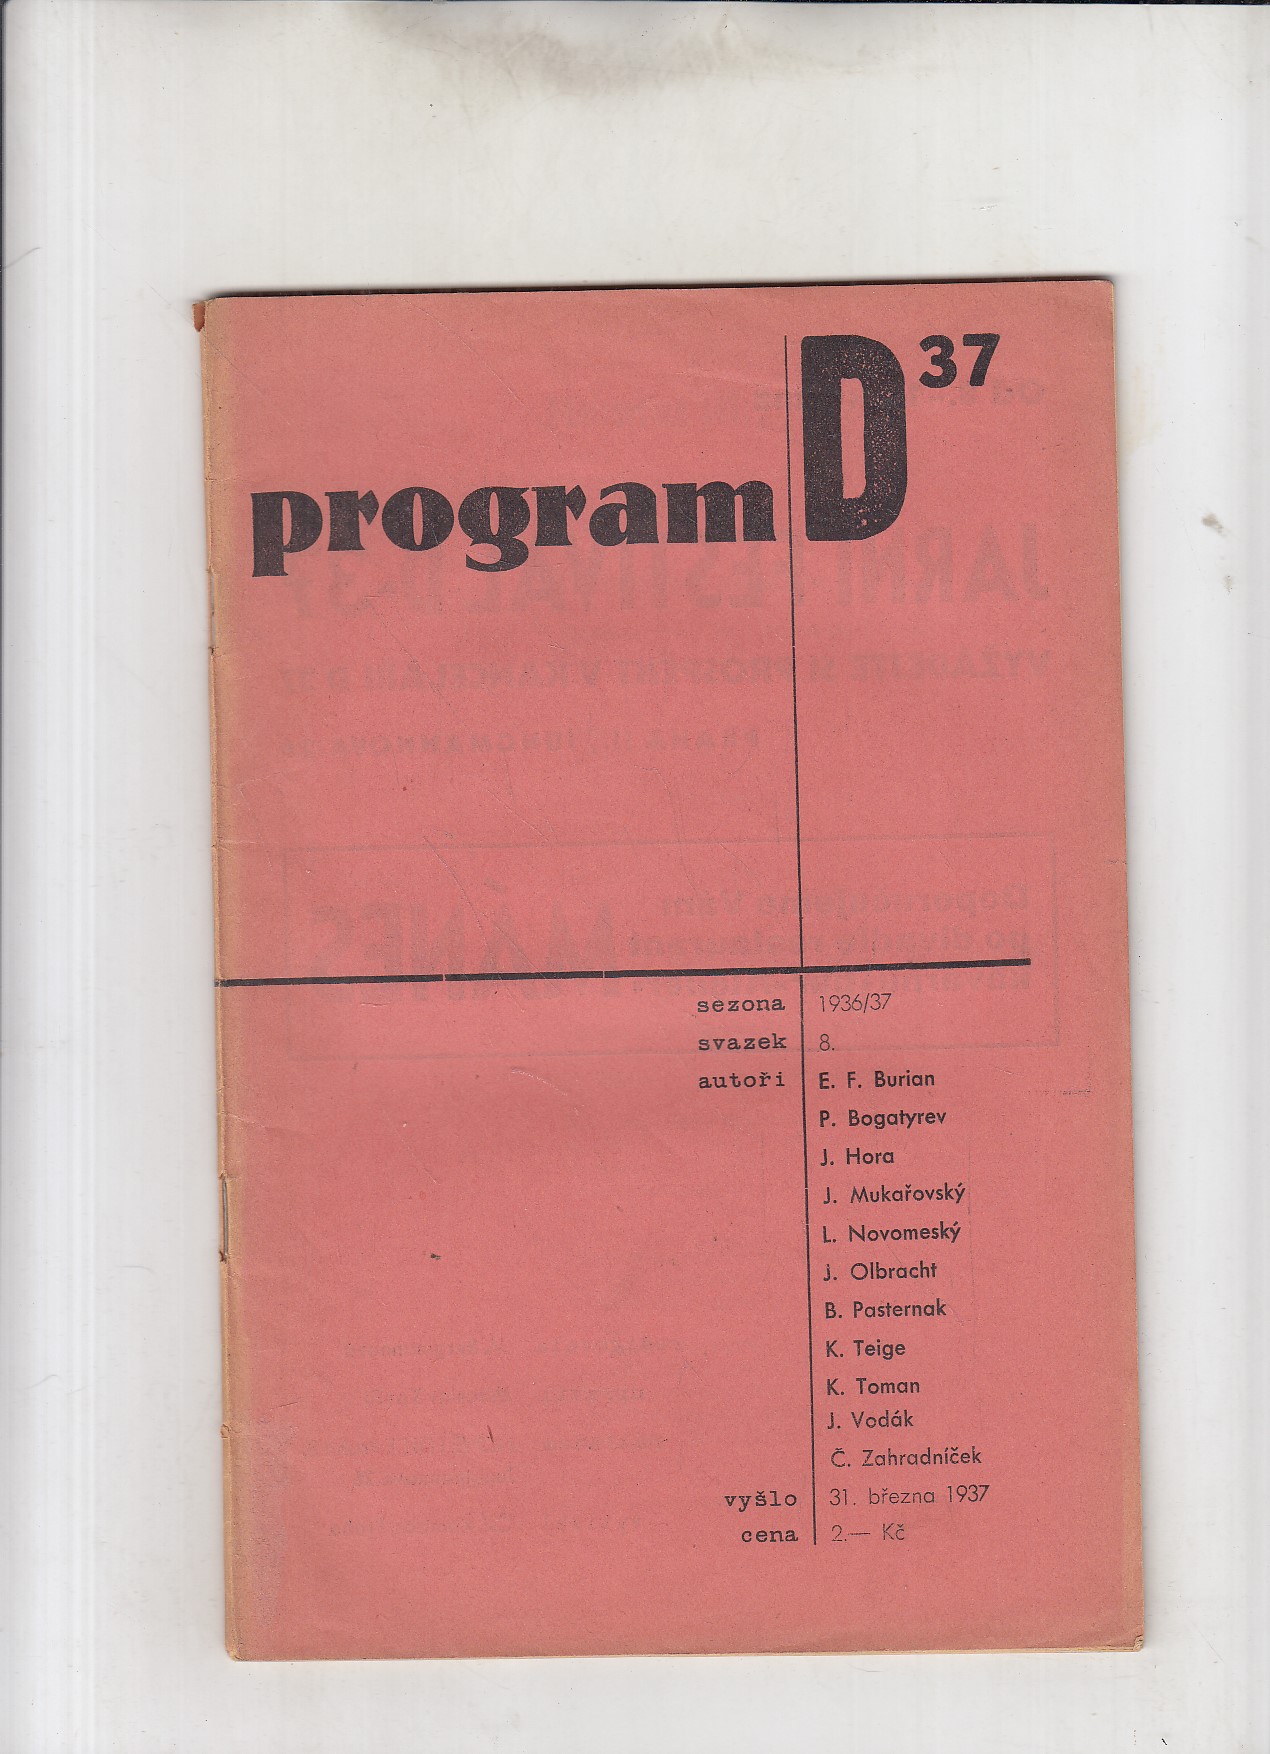 program D 37
sezona 1936/37
svazek 8.
autoři E. F. Burian
P. Bogatyrev
J. Hora
J. Mukařovský
L. Novomeský
J. Olbracht
B. Pasternak
K. Teige
K. Toman
J. Vodák
Č. Zahradníček
vyšlo 31. března 1937
cena 2.— Kč